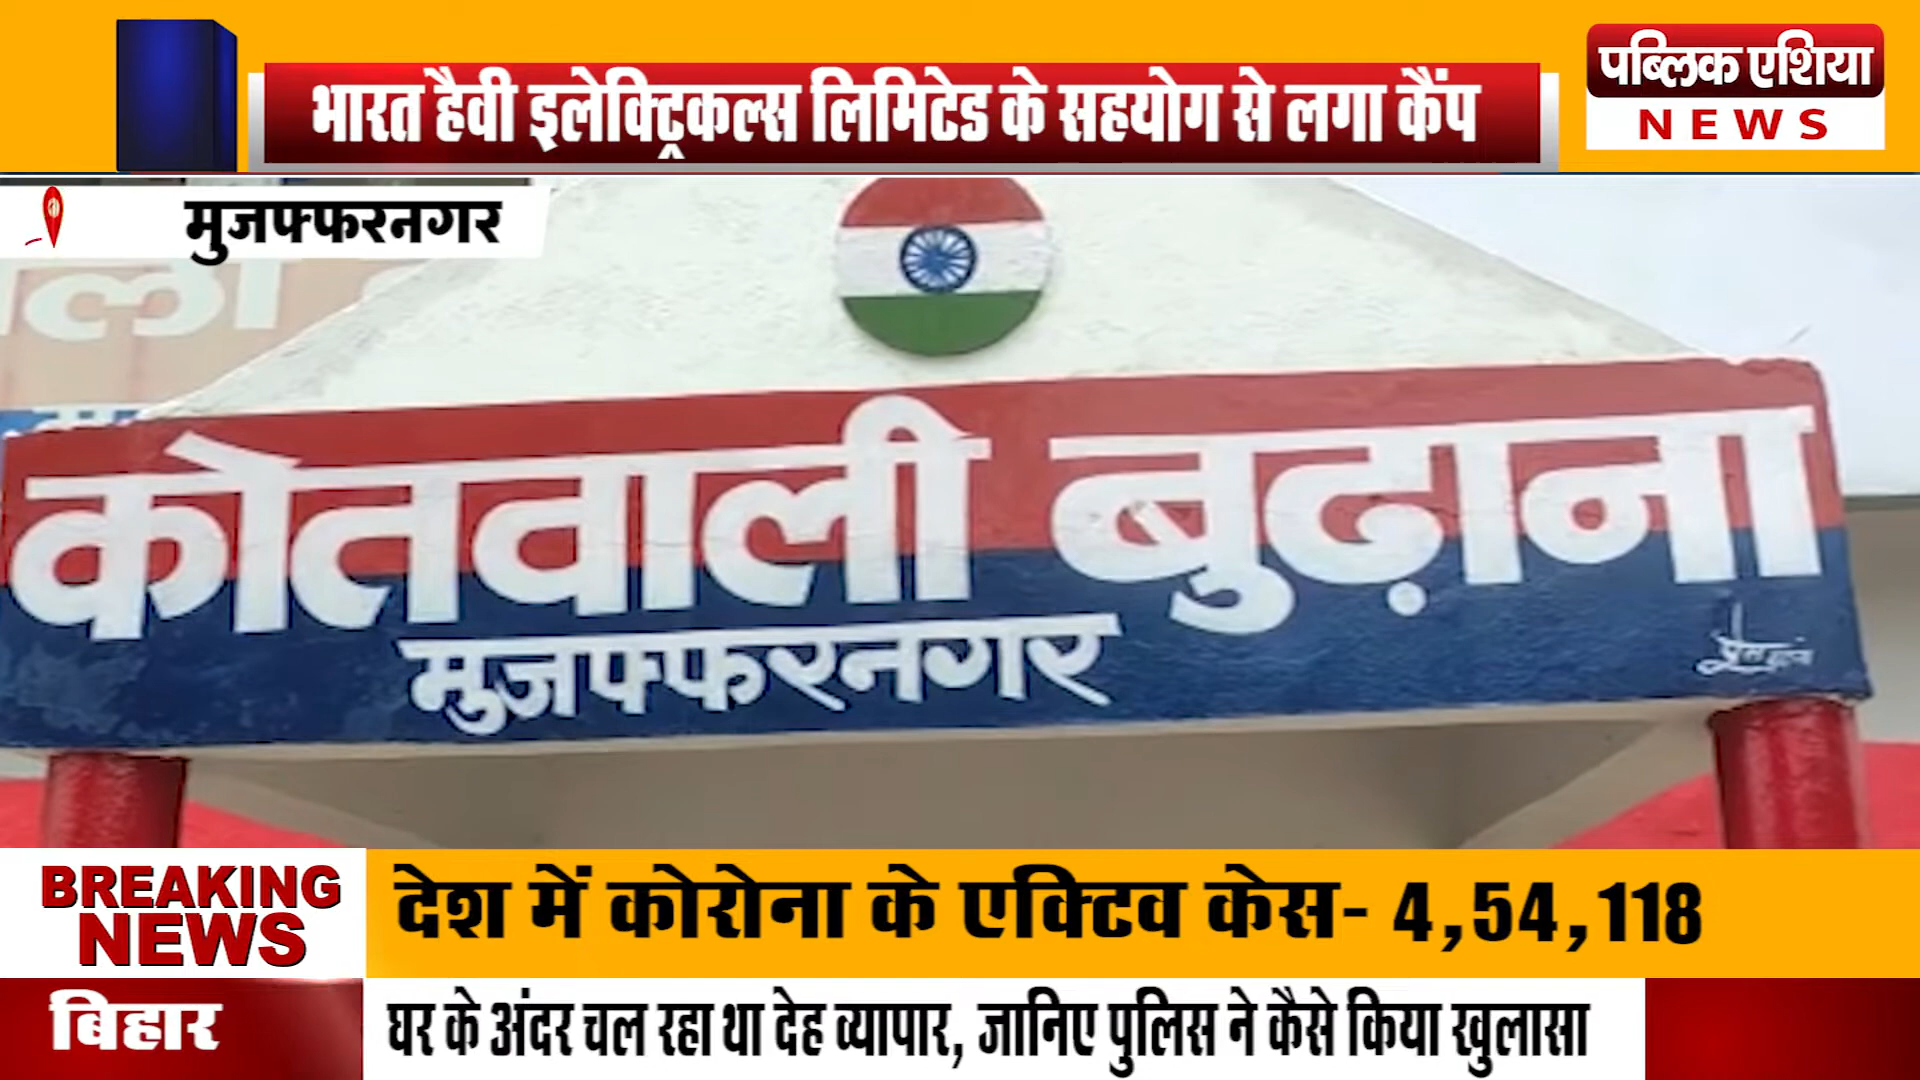 भारत हैवी इलेक्ट्रिकल्स लिमिटेड के सहयोग से लगा कैंप
पब्लिक एशिया
NEWS
मुजफ्फरनगर
कोतवाली बुढ़ाना
मुजफ्फरनगर
BREAKING
NEWS
देश में कोरोना के एक्टिव केस- 4,54,118
बिहार
घर के अंदर चल रहा था देह व्यापार, जानिए पुलिस ने कैसे किया खुलासा